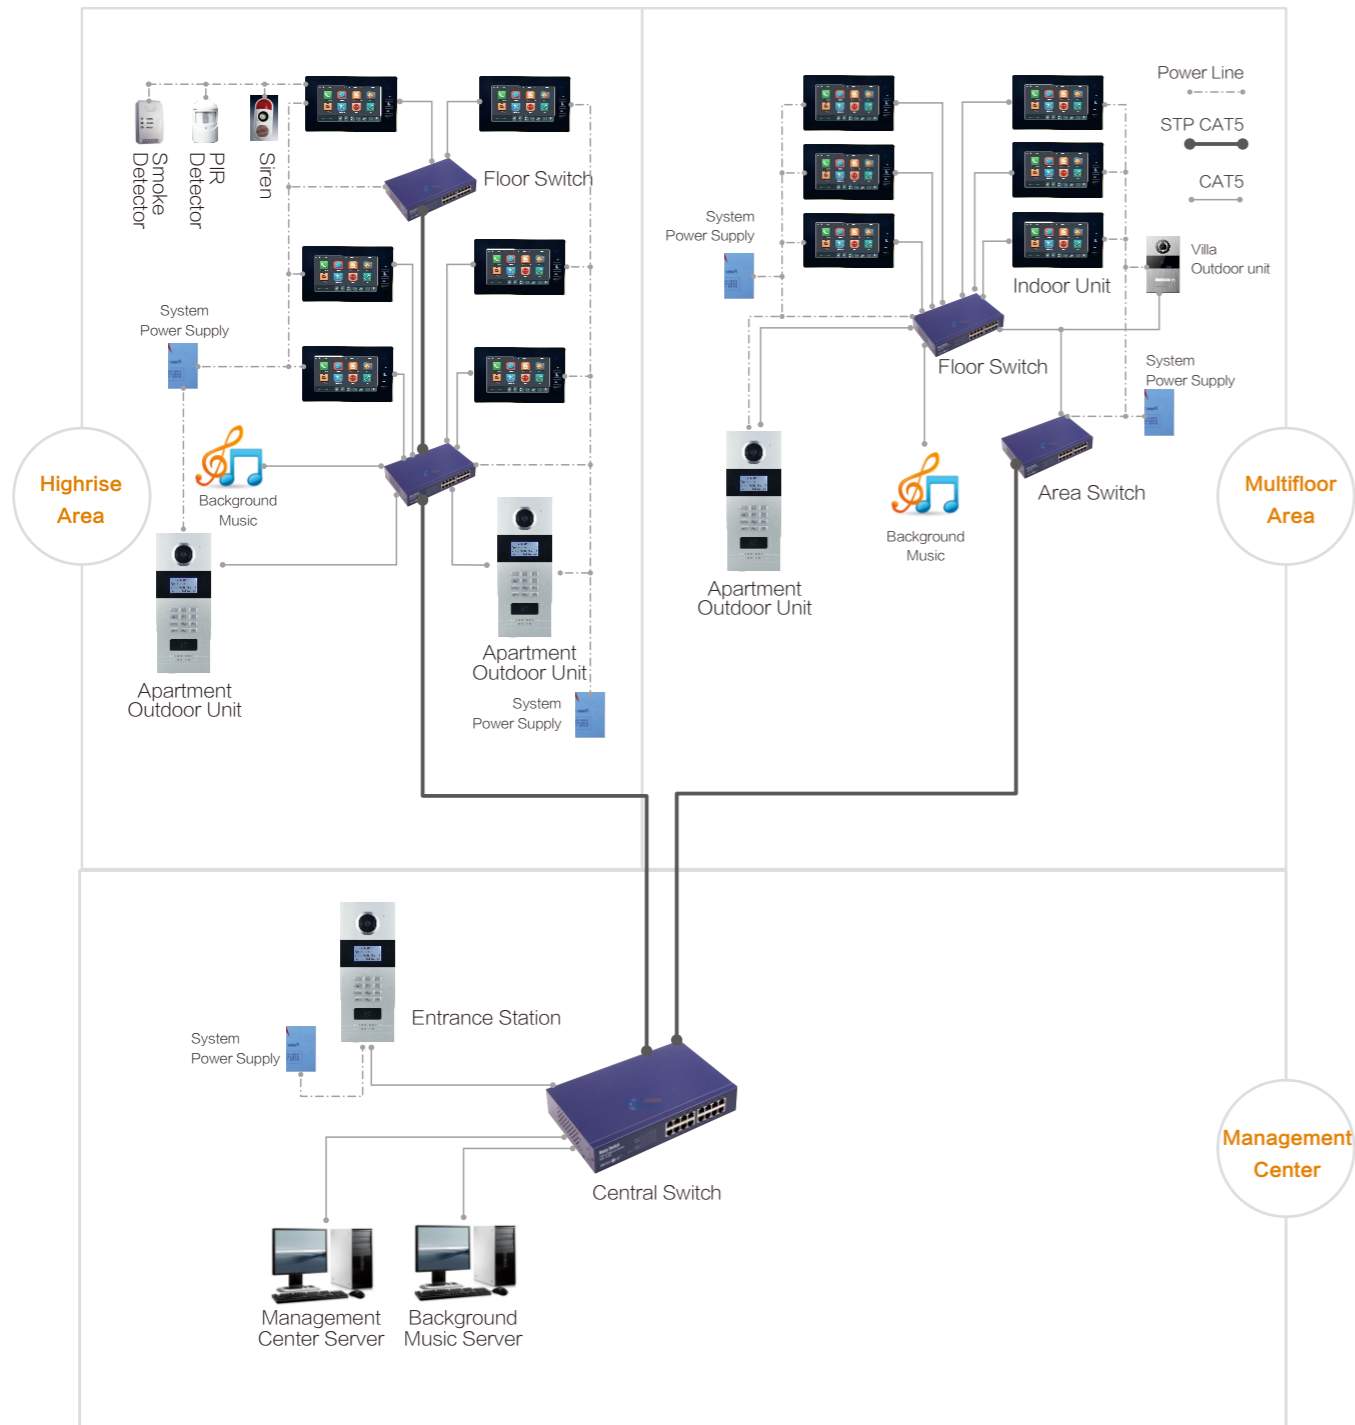 Power Line
STP CAT5
CAT5
Smoke
Detector
PIR
Detector
Siren
Floor Switch
System
Power Supply
Background
Music
Apartment
Outdoor Unit
Apartment
Outdoor Unit
System
Power Supply
Highrise
Area
System
Power Supply
Indoor Unit
Villa
Outdoor unit
Floor Switch
System
Power Supply
Area Switch
Background
Music
Apartment
Outdoor Unit
Multifloor
Area
Entrance Station
System
Power Supply
Central Switch
Management
Center Server
Background
Music Server
Management
Center